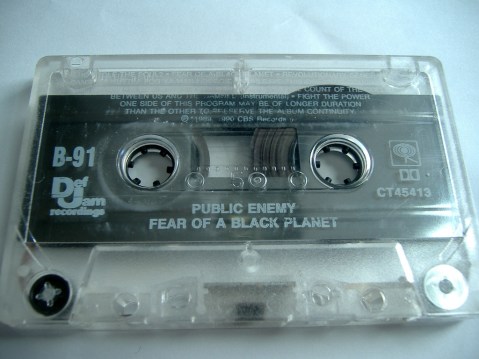 COUNT OF THE
BETWEEN US AND (Instrumental) • FIGHT THE POWER
ONE SIDE OF THIS PROGRAM MAY BE OF LONGER DURATION
THAN THE OTHER TO PRESERVE THE ALBUM CONTINUITY.
CBS Records
B-91
Def Jam
recordings
CT45413
PUBLIC ENEMY
FEAR OF A BLACK PLANET